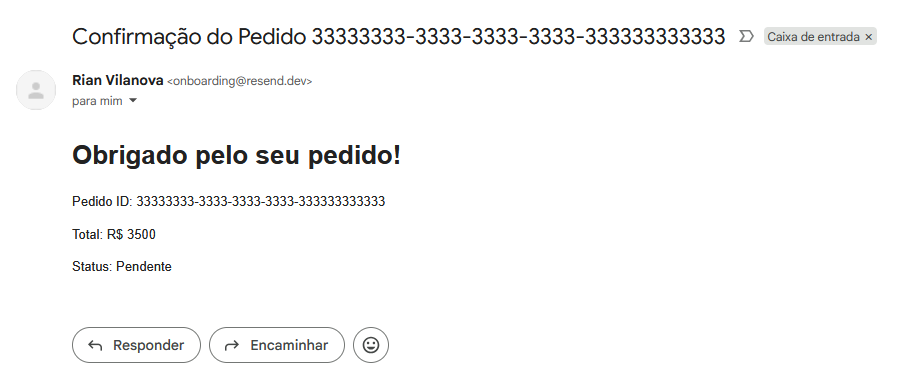 Confirmação do Pedido 33333333-3333-3333-3333-333333333333 Caixa de entrada ×
Rian Vilanova <onboarding@resend.dev>
para mim
Obrigado pelo seu pedido!
Pedido ID: 33333333-3333-3333-3333-333333333333
Total: R$ 3500
Status: Pendente
Responder Encaminhar